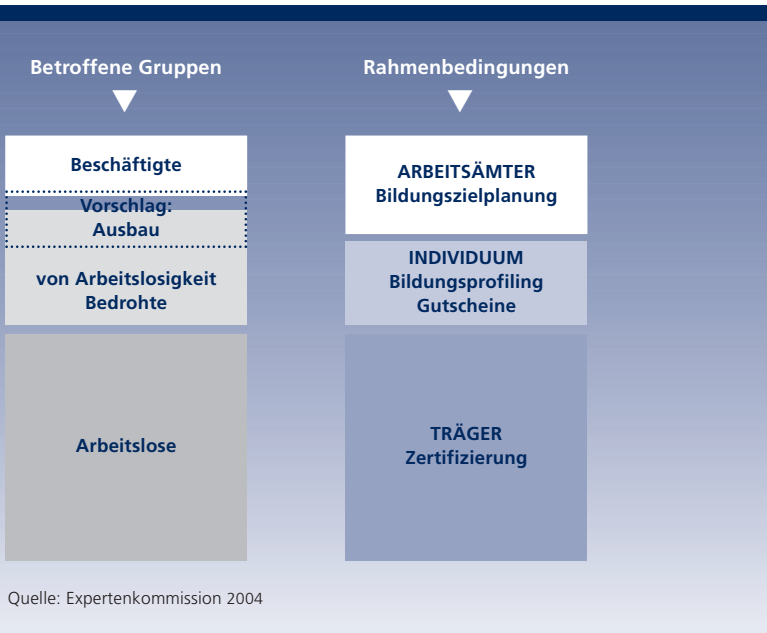 Betroffene Gruppen
Beschäftigte
Vorschlag:
Ausbau
von Arbeitslosigkeit
Bedrohte
Arbeitslose
Rahmenbedingungen
ARBEITSÄMTER
Bildungszielplanung
INDIVIDUUM
Bildungsprofiling
Gutscheine
TRÄGER
Zertifizierung
Quelle: Expertenkommission 2004